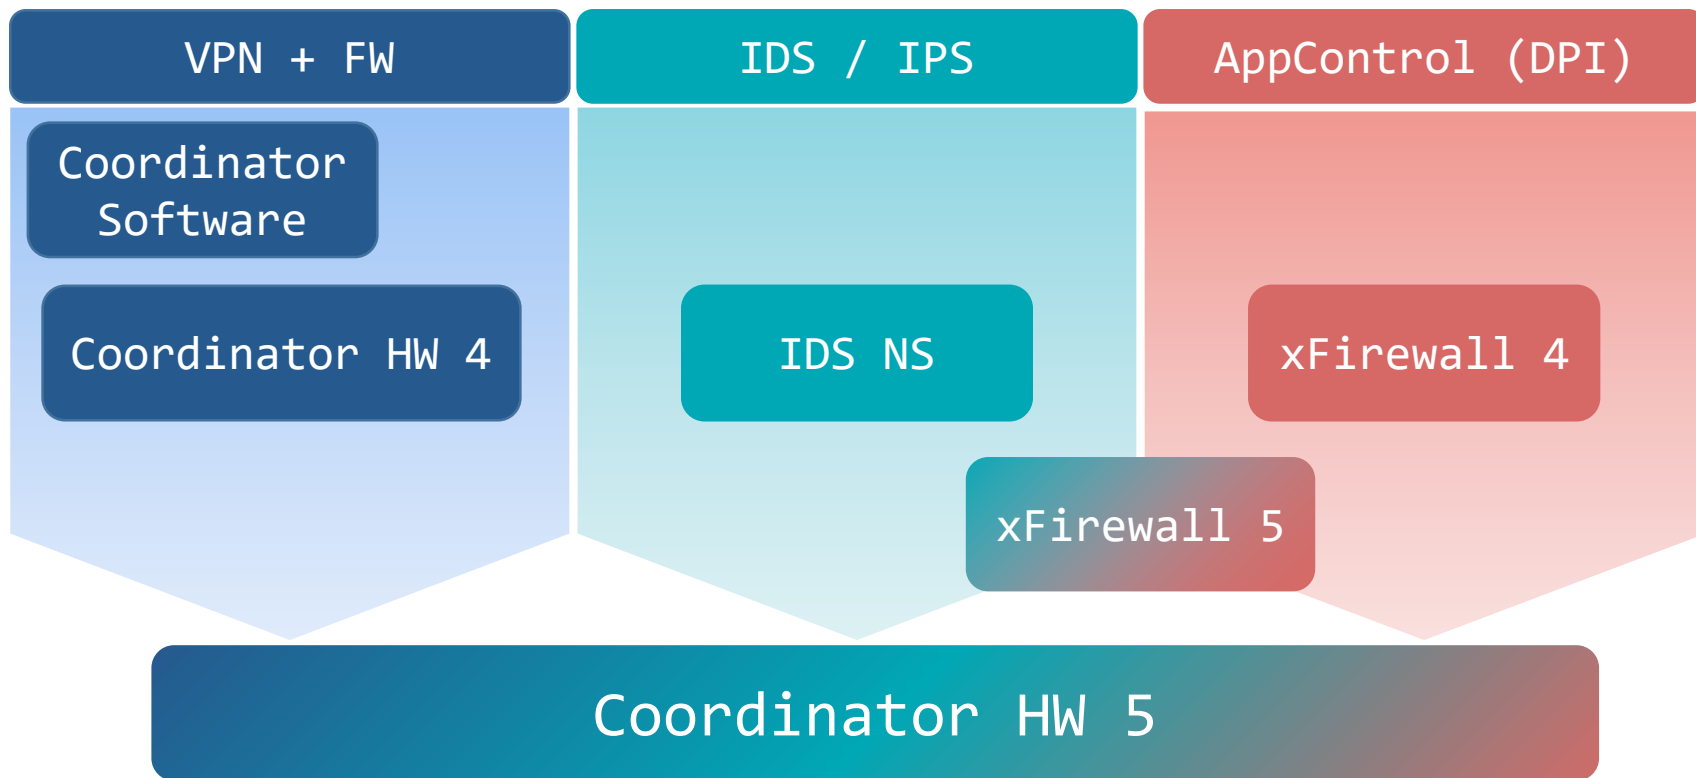 VPN + FW
IDS / IPS
AppControl (DPI)
Coordinator
Software
Coordinator HW 4
IDS NS
xFirewall 4
xFirewall 5
Coordinator HW 5